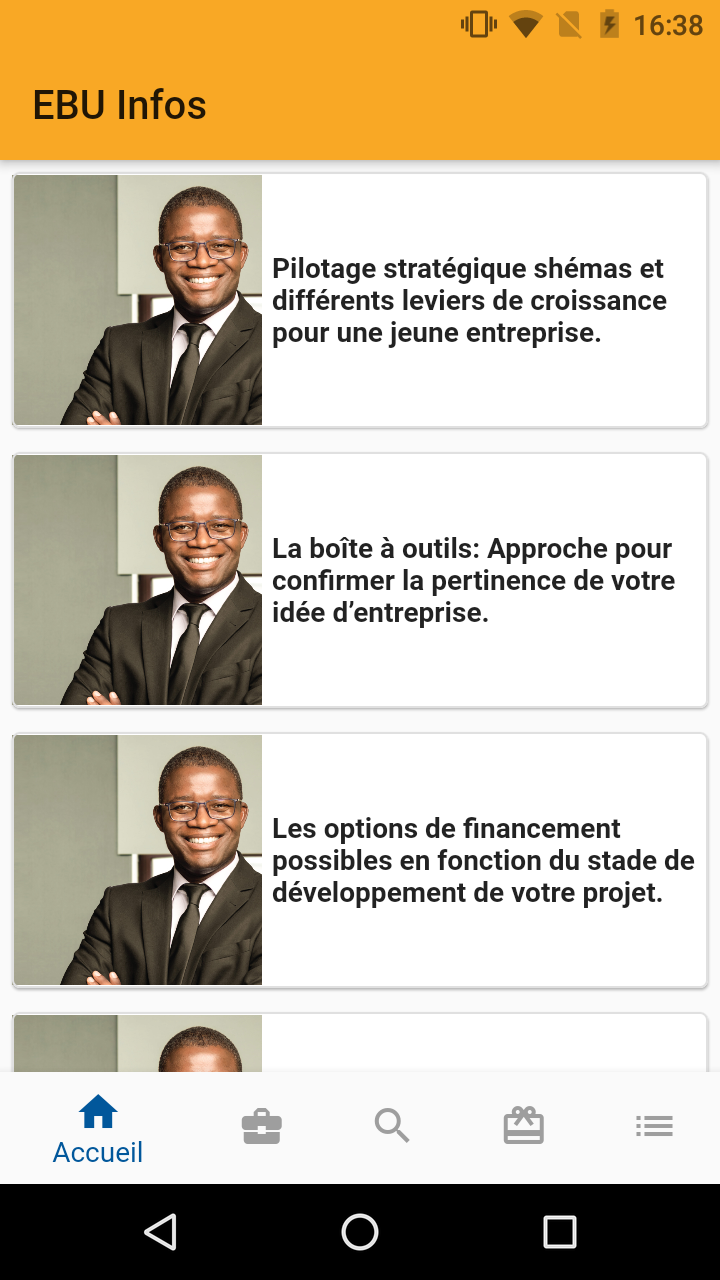 16:38
EBU Infos
Pilotage stratégique shémas et
différents leviers de croissance
pour une jeune entreprise.
La boîte à outils: Approche pour
confirmer la pertinence de votre
idée d’entreprise.
Les options de financement
possibles en fonction du stade de
développement de votre projet.
Accueil